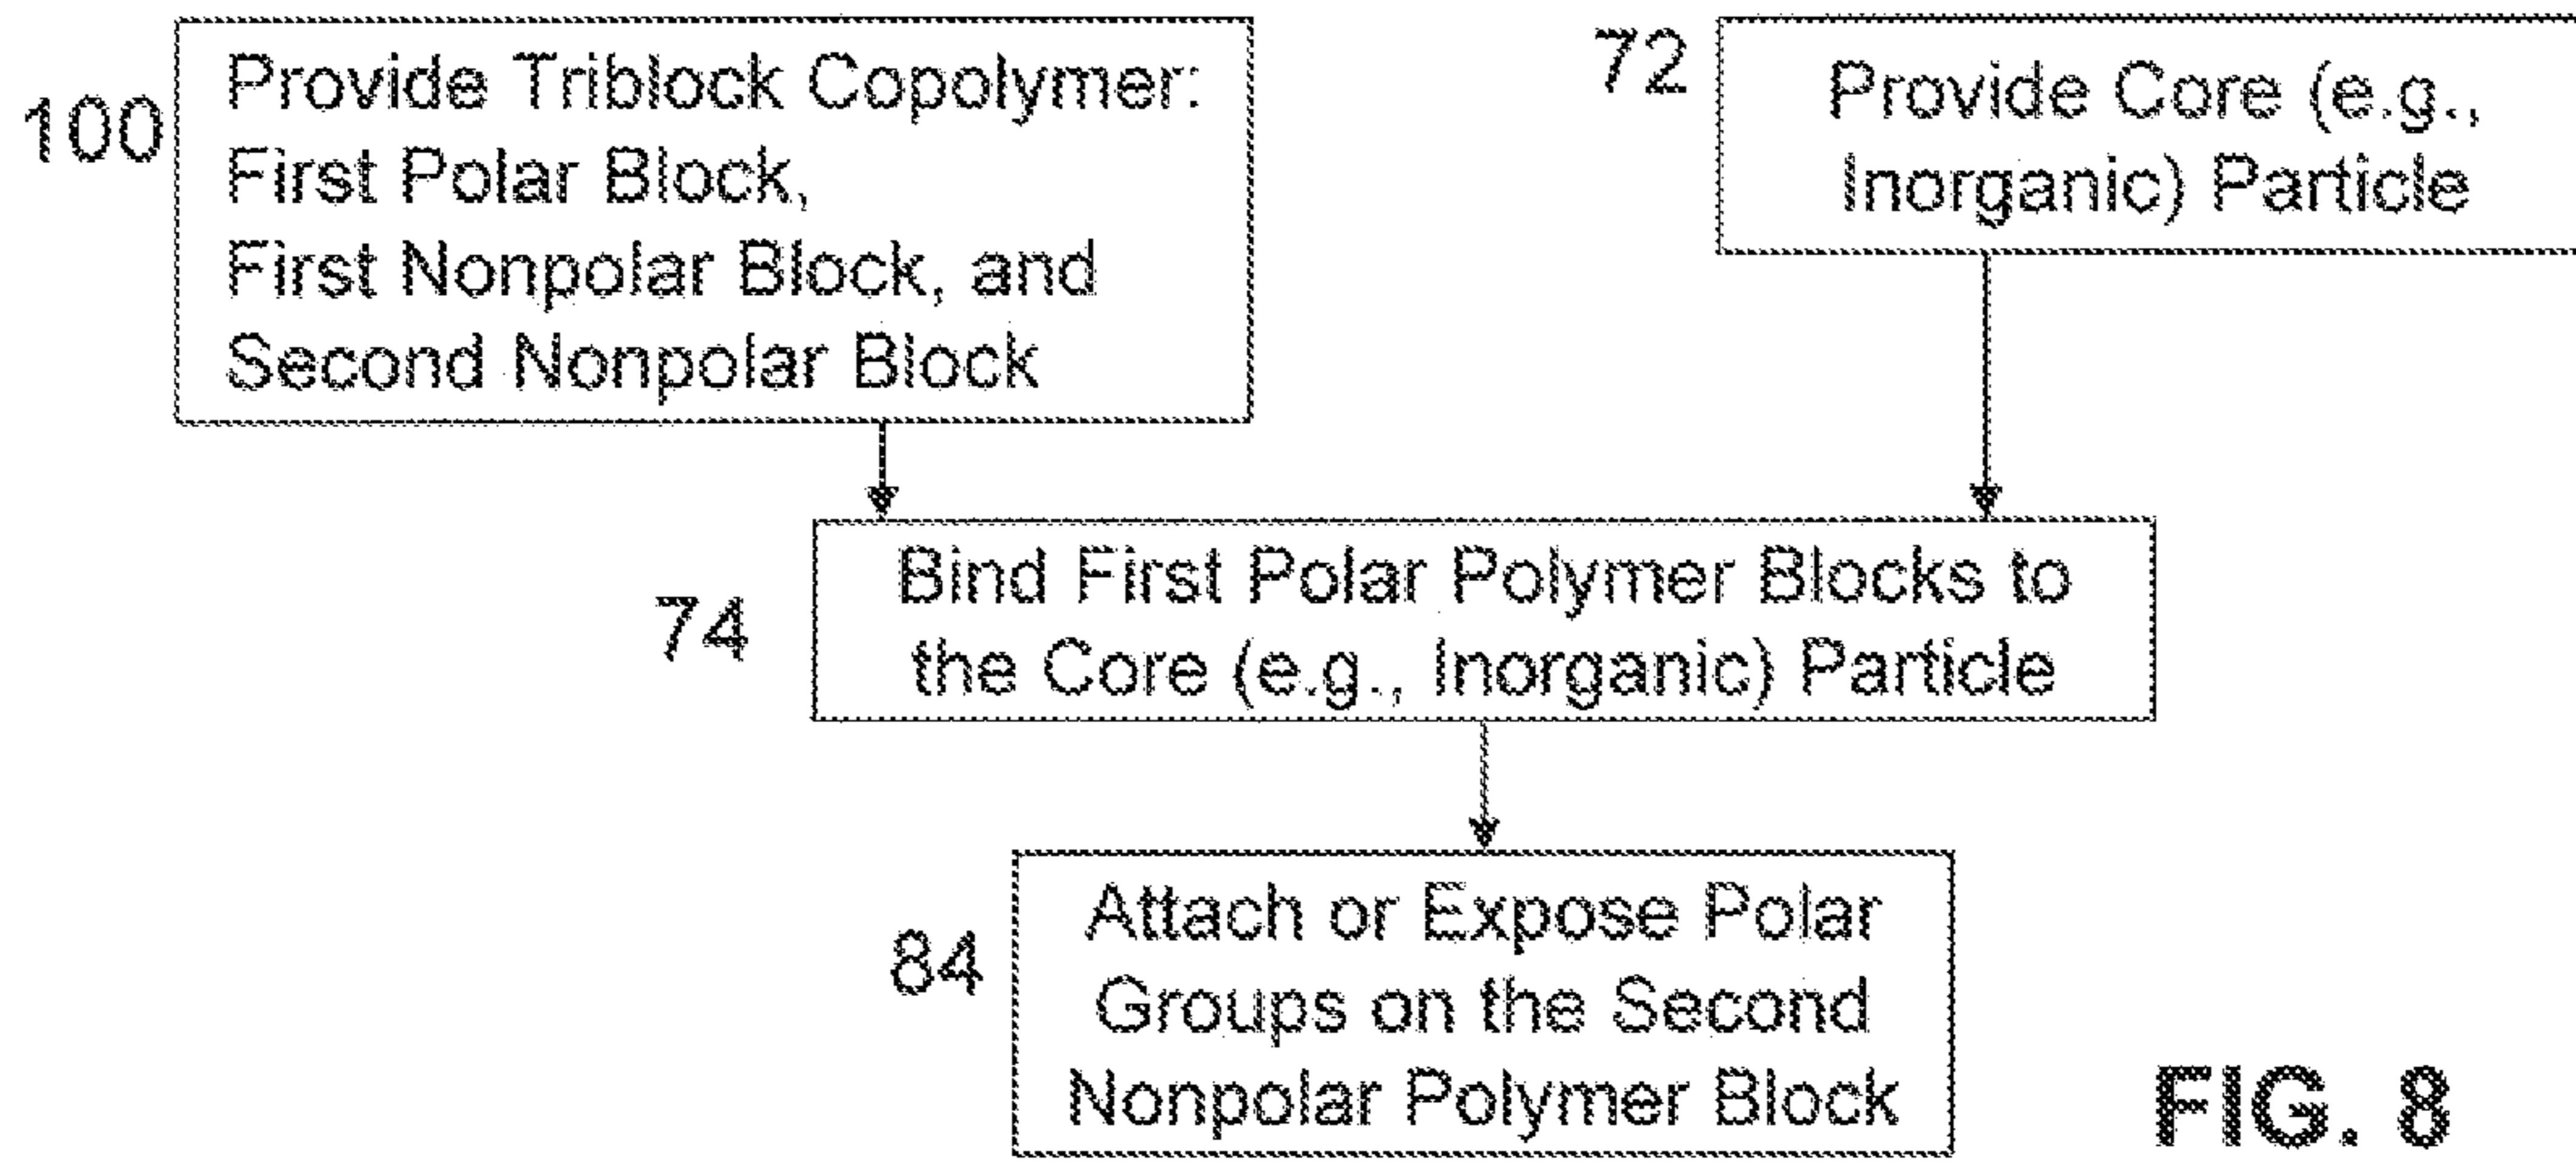 100
Provide Triblock Copolymer:
First Polar Block,
First Nonpolar Block, and
Second Nonpolar Block
72
Provide Core (e.g.,
Inorganic) Particle
74
Bind First Polar Polymer Blocks to
the Core (e.g., Inorganic) Particle
84
Attach or Expose Polar
Groups on the Second
Nonpolar Polymer Block
FIG. 8